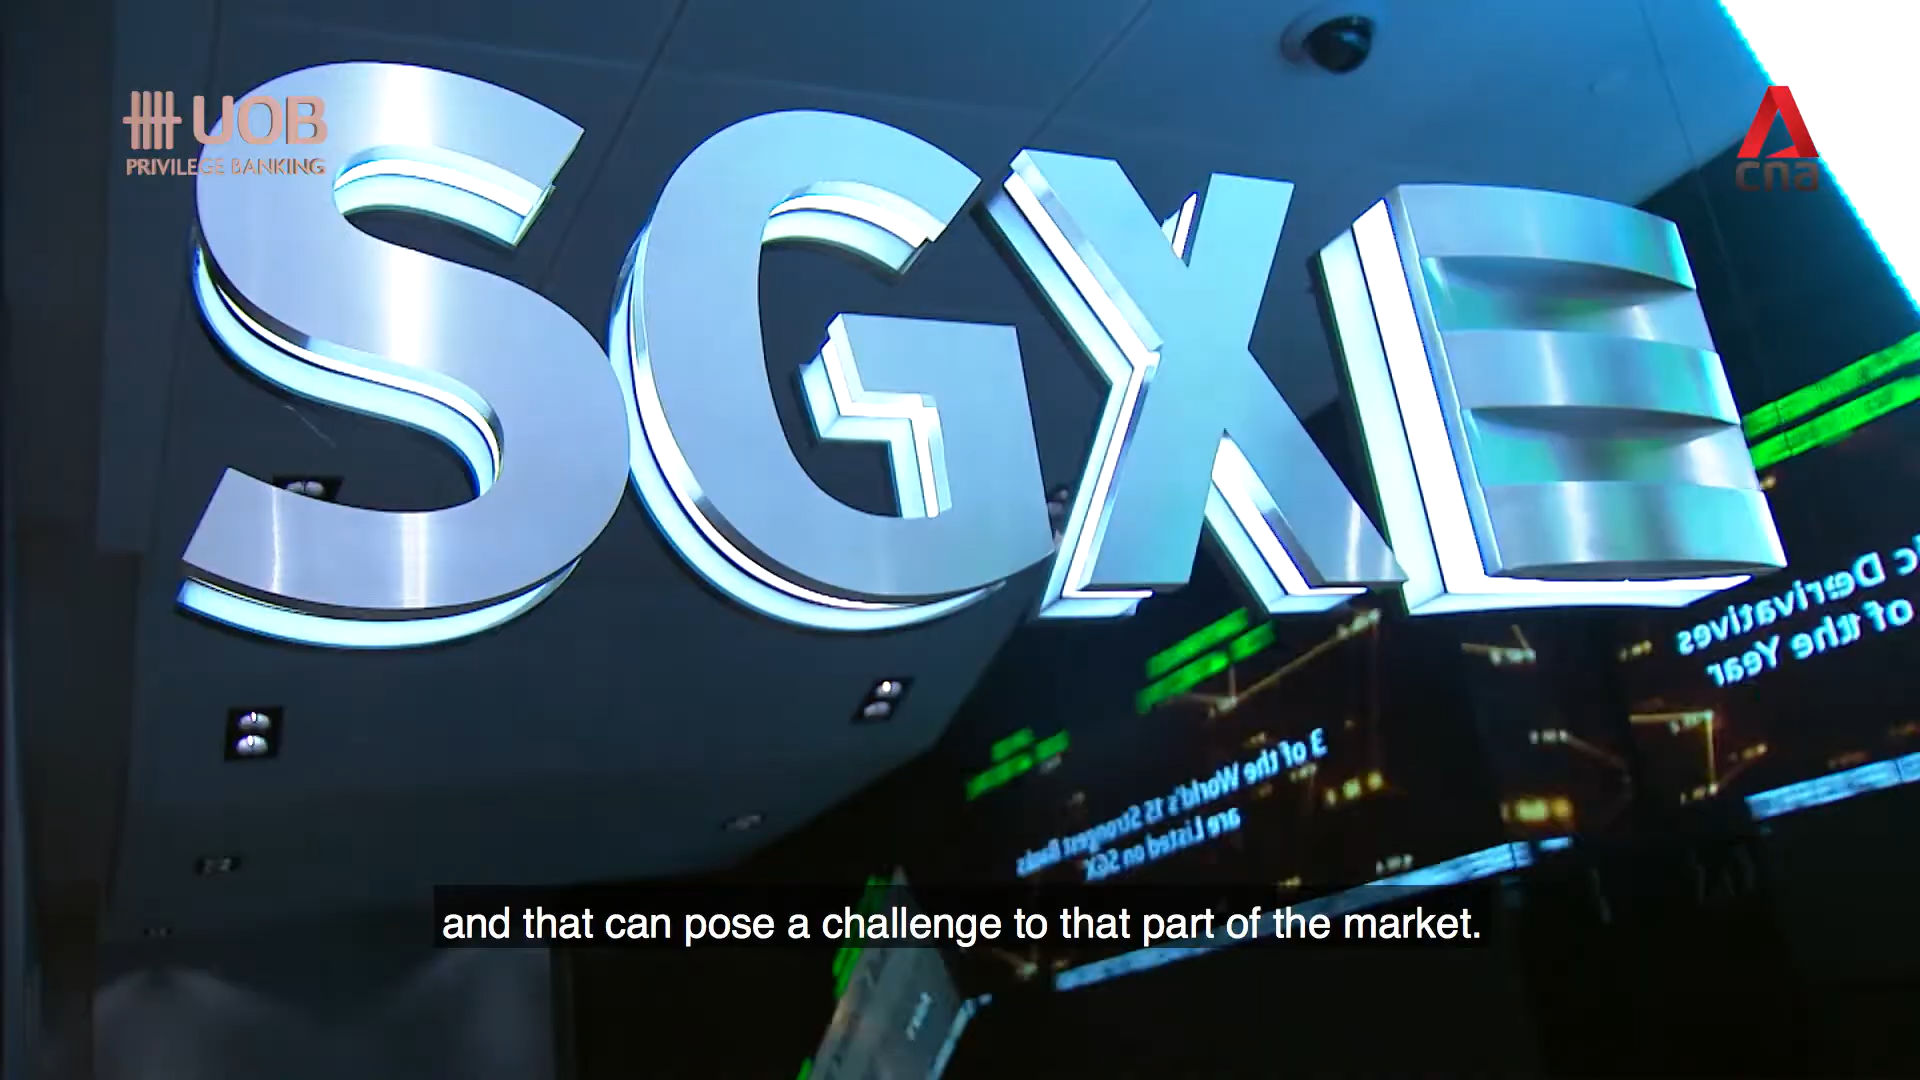 UOB
PRIVILEGE BANKING
cna
SGXE
c Derivatives
of the Year
3 of the World's 15 Strongest Banks
are Listed on SGX
and that can pose a challenge to that part of the market.